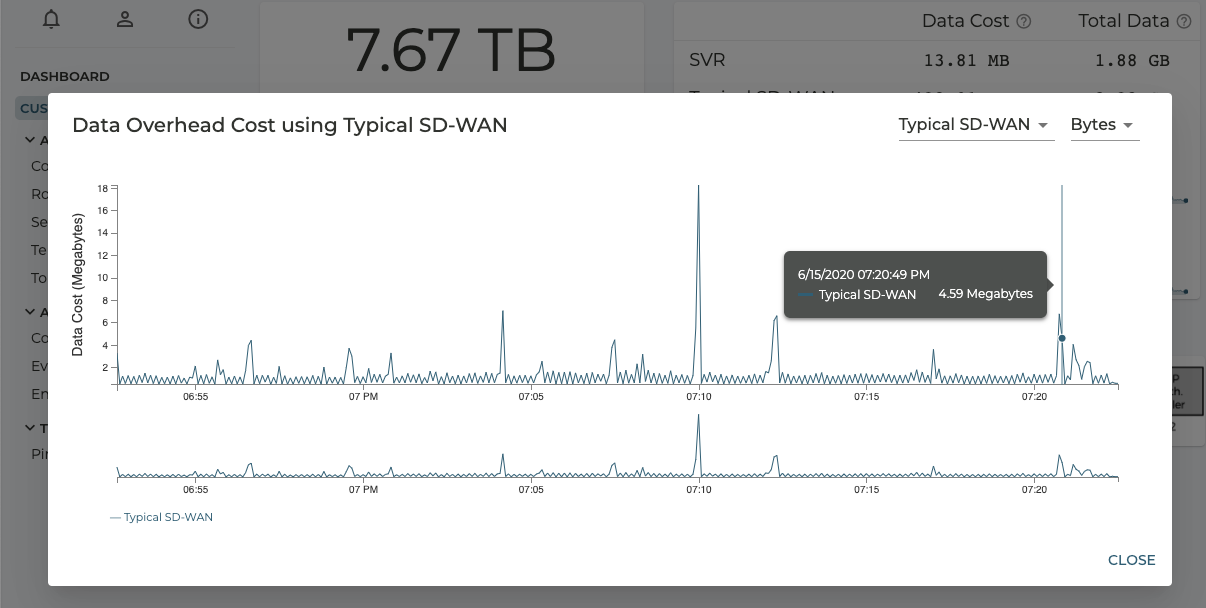 7.67 TB
Data Cost
Total Data
SVR
13.81 MB
1.88 GB
DASHBOARD
CUS
Data Overhead Cost using Typical SD-WAN
Typical SD-WAN
Bytes
A
Co
Ro
Se
Te
To
A
Co
Ev
En
T
Pi
Data Cost (Megabytes)
18
16
14
12
10
8
6
4
2
6/15/2020 07:20:49 PM
Typical SD-WAN 4.59 Megabytes
06:55
07 PM
07:05
07:10
07:15
07:20
06:55
07 PM
07:05
07:10
07:15
07:20
Typical SD-WAN
CLOSE